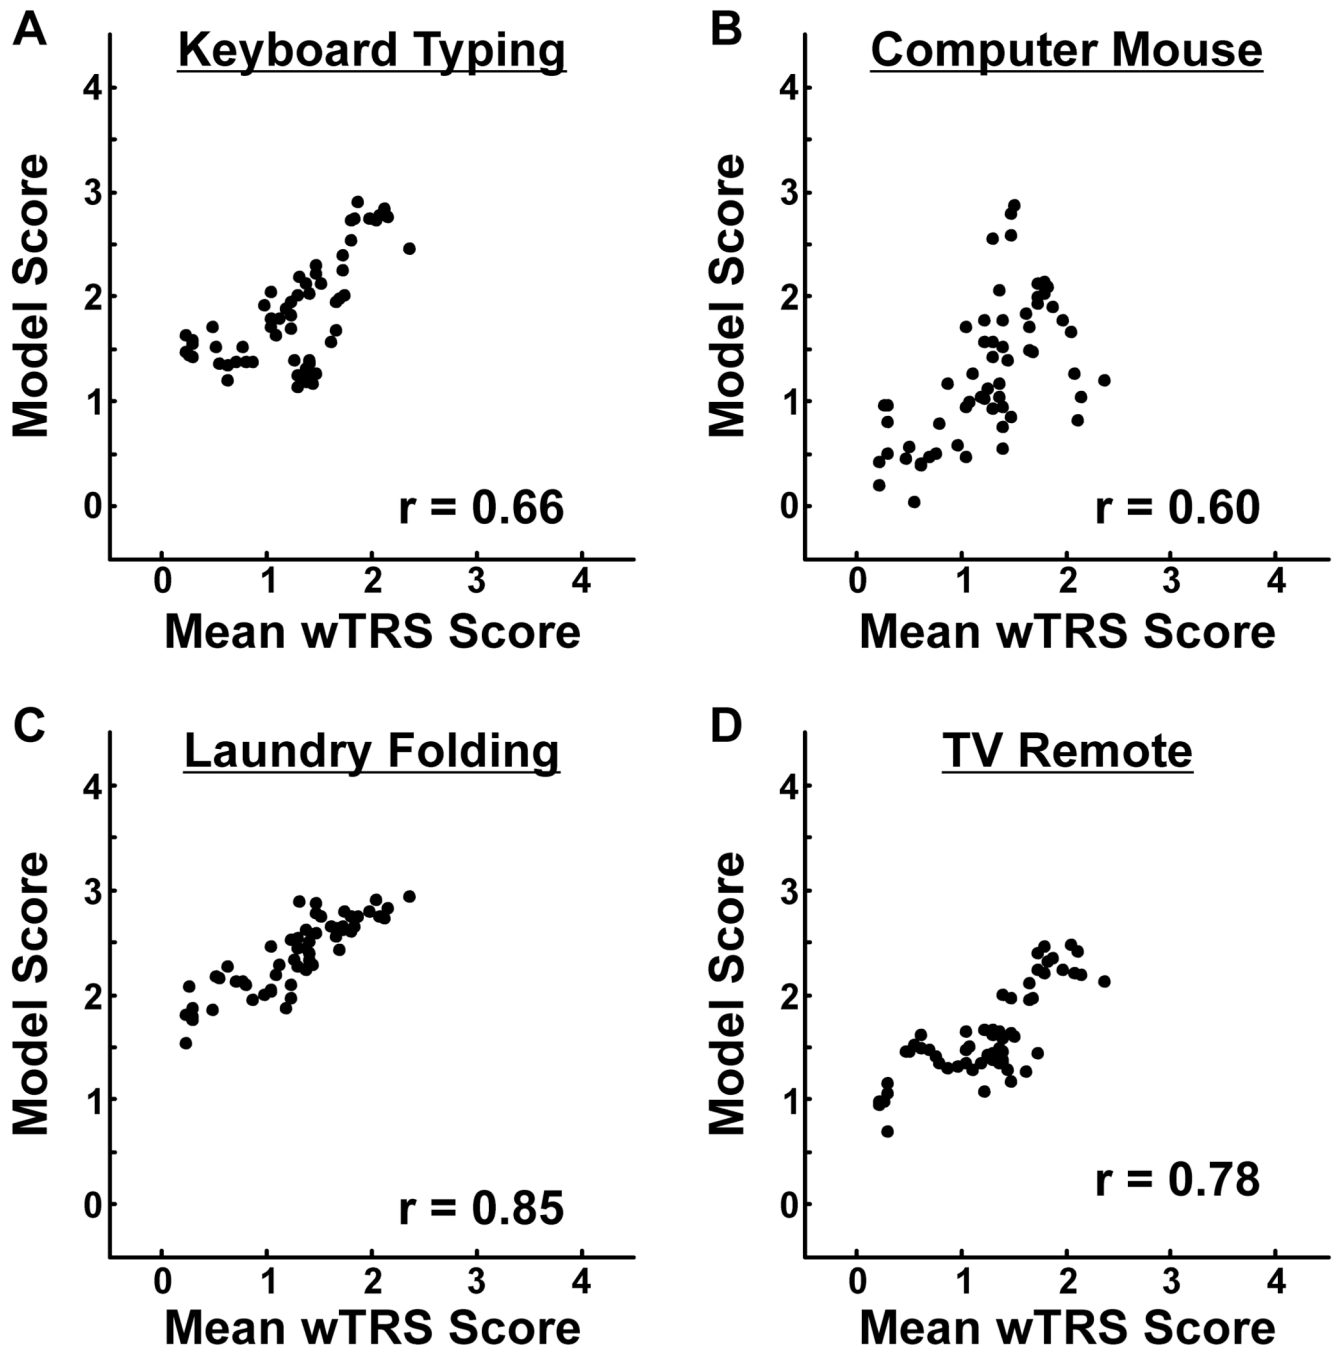 A
Keyboard Typing
4
3
2
1
0
Model Score
r = 0.66
0 1 2 3 4
Mean wTRS Score
B
Computer Mouse
4
3
2
1
0
Model Score
r = 0.60
0 1 2 3 4
Mean wTRS Score
C
Laundry Folding
4
3
2
1
0
Model Score
r = 0.85
0 1 2 3 4
Mean wTRS Score
D
TV Remote
4
3
2
1
0
Model Score
r = 0.78
0 1 2 3 4
Mean wTRS Score